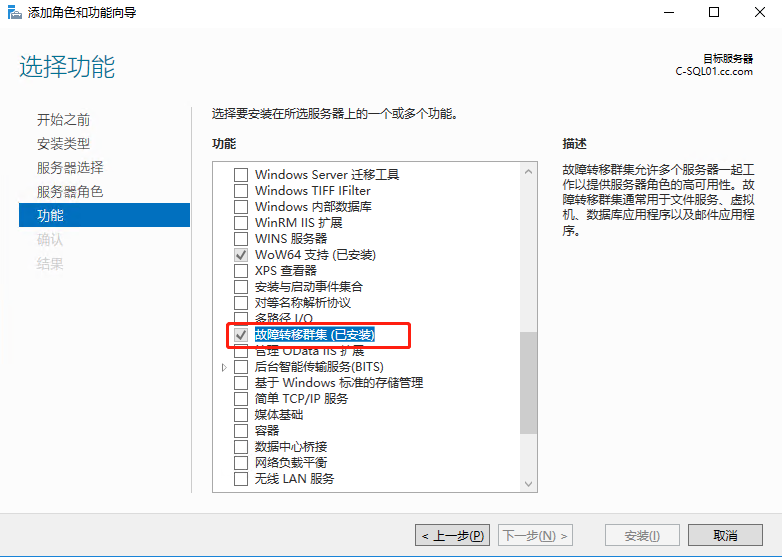 添加角色和功能向导
选择功能
目标服务器
C-SQL01.cc.com
开始之前
安装类型
服务器选择
服务器角色
功能
确认
结果
选择要安装在所选服务器上的一个或多个功能。
功能
Windows Server 迁移工具
Windows TIFF IFilter
Windows 内部数据库
WinRM IIS 扩展
WINS 服务器
WoW64 支持 (已安装)
XPS 查看器
安装与启动事件集合
对等名称解析协议
多路径 I/O
故障转移群集 (已安装)
管理 OData IIS 扩展
后台智能传输服务(BITS)
基于 Windows 标准的存储管理
简单 TCP/IP 服务
媒体基础
容器
数据中心桥接
网络负载平衡
无线 LAN 服务
描述
故障转移群集允许多个服务器一起工
作以提供服务器角色的高可用性。故
障转移群集通常用于文件服务、虚拟
机、数据库应用程序以及邮件应用程
序。
< 上一步(P)
下一步(N) >
安装(I)
取消